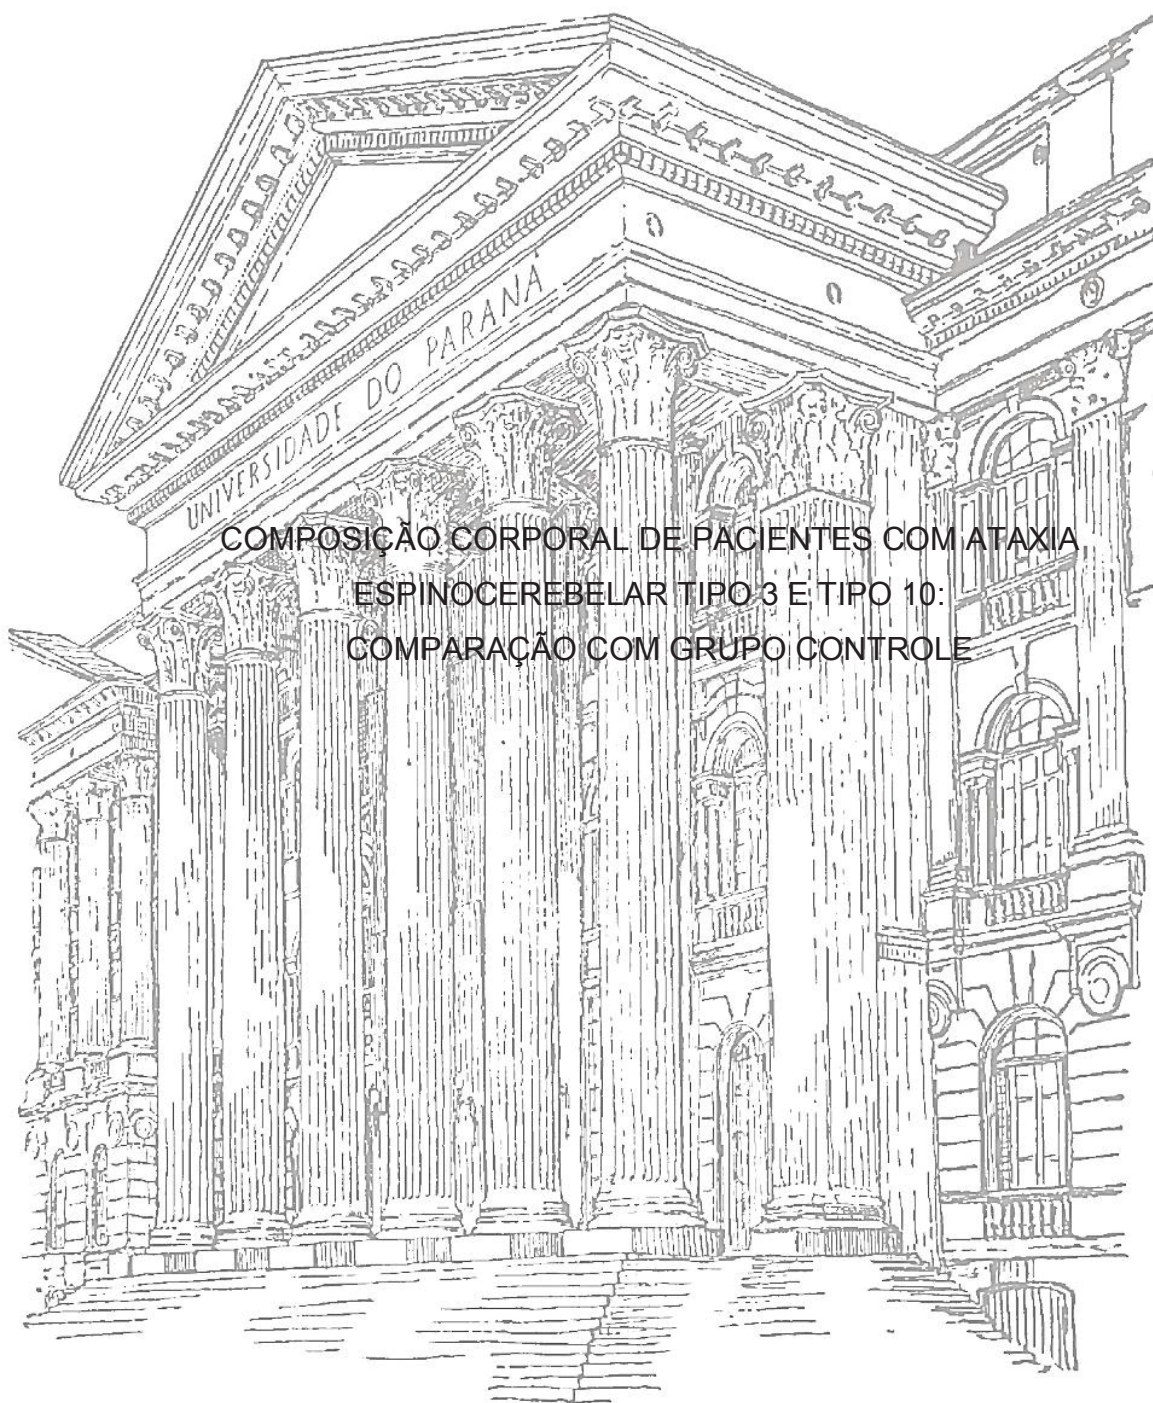 UNIVERSIDADE DO PARANÁ
COMPOSIÇÃO CORPORAL DE PACIENTES COM ATAXIA
ESPINOCEREBELAR TIPO 3 E TIPO 10:
COMPARAÇÃO COM GRUPO CONTROLE